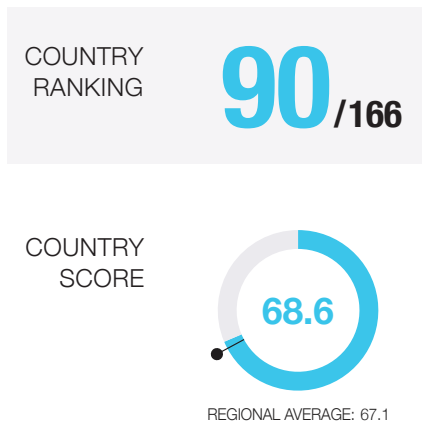 COUNTRY
RANKING
90/166
COUNTRY
SCORE
68.6
REGIONAL AVERAGE: 67.1